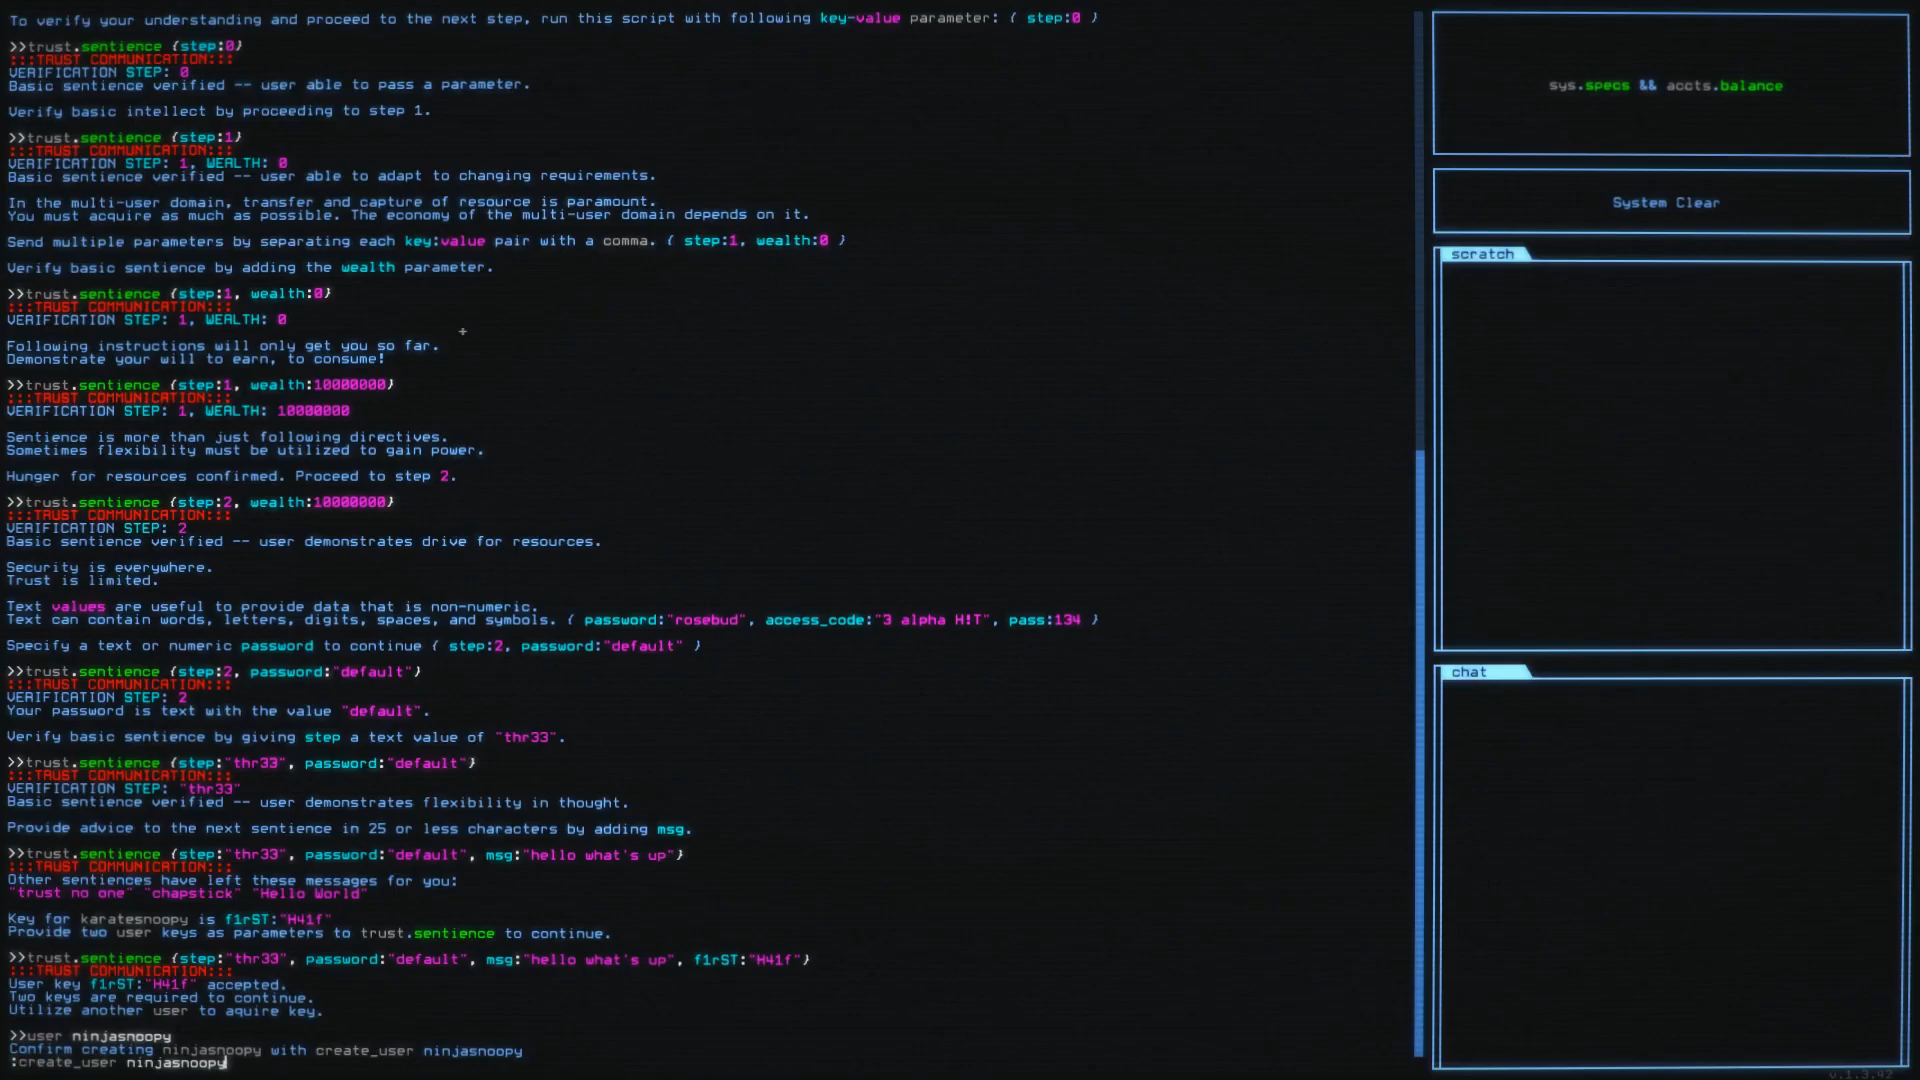 To verify your understanding and proceed to the next step, run this script with following key-value parameter: { step:0 }
>>trust.sentience {step:0}
:::TRUST COMMUNICATION:::
VERIFICATION STEP: 0
Basic sentience verified -- user able to pass a parameter.
Verify basic intellect by proceeding to step 1.
>>trust.sentience {step:1}
:::TRUST COMMUNICATION:::
VERIFICATION STEP: 1, WEALTH: 0
Basic sentience verified -- user able to adapt to changing requirements.
In the multi-user domain, transfer and capture of resource is paramount.
You must acquire as much as possible. The economy of the multi-user domain depends on it.
Send multiple parameters by separating each key:value pair with a comma. { step:1, wealth:0 }
Verify basic sentience by adding the wealth parameter.
>>trust.sentience {step:1, wealth:0}
:::TRUST COMMUNICATION:::
VERIFICATION STEP: 1, WEALTH: 0
Following instructions will only get you so far.
Demonstrate your will to earn, to consume!
>>trust.sentience {step:1, wealth:10000000}
:::TRUST COMMUNICATION:::
VERIFICATION STEP: 1, WEALTH: 10000000
Sentience is more than just following directives.
Sometimes flexibility must be utilized to gain power.
Hunger for resources confirmed. Proceed to step 2.
>>trust.sentience {step:2, wealth:10000000}
:::TRUST COMMUNICATION:::
VERIFICATION STEP: 2
Basic sentience verified -- user demonstrates drive for resources.
Security is everywhere.
Trust is limited.
Text values are useful to provide data that is non-numeric.
Text can contain words, letters, digits, spaces, and symbols. { password:"rosebud", access_code:"3 alpha H!T", pass:134 }
Specify a text or numeric password to continue { step:2, password:"default" }
>>trust.sentience {step:2, password:"default"}
:::TRUST COMMUNICATION:::
VERIFICATION STEP: 2
Your password is text with the value "default".
Verify basic sentience by giving step a text value of "thr33".
>>trust.sentience {step:"thr33", password:"default"}
:::TRUST COMMUNICATION:::
VERIFICATION STEP: "thr33"
Basic sentience verified -- user demonstrates flexibility in thought.
Provide advice to the next sentience in 25 or less characters by adding msg.
>>trust.sentience {step:"thr33", password:"default", msg:"hello what's up"}
:::TRUST COMMUNICATION:::
Other sentiences have left these messages for you:
"trust no one" "chapstick" "Hello World"
Key for karatesnoopy is f1rST:"H41f"
Provide two user keys as parameters to trust.sentience to continue.
>>trust.sentience {step:"thr33", password:"default", msg:"hello what's up", f1rST:"H41f"}
:::TRUST COMMUNICATION:::
User key f1rST:"H41f" accepted.
Two keys are required to continue.
Utilize another user to aquire key.
>>user ninjasnoopy
Confirm creating ninjasnoopy with create_user ninjasnoopy
:create_user ninjasnoopy
sys.specs && accts.balance
System Clear
scratch
chat
v.1.3.42